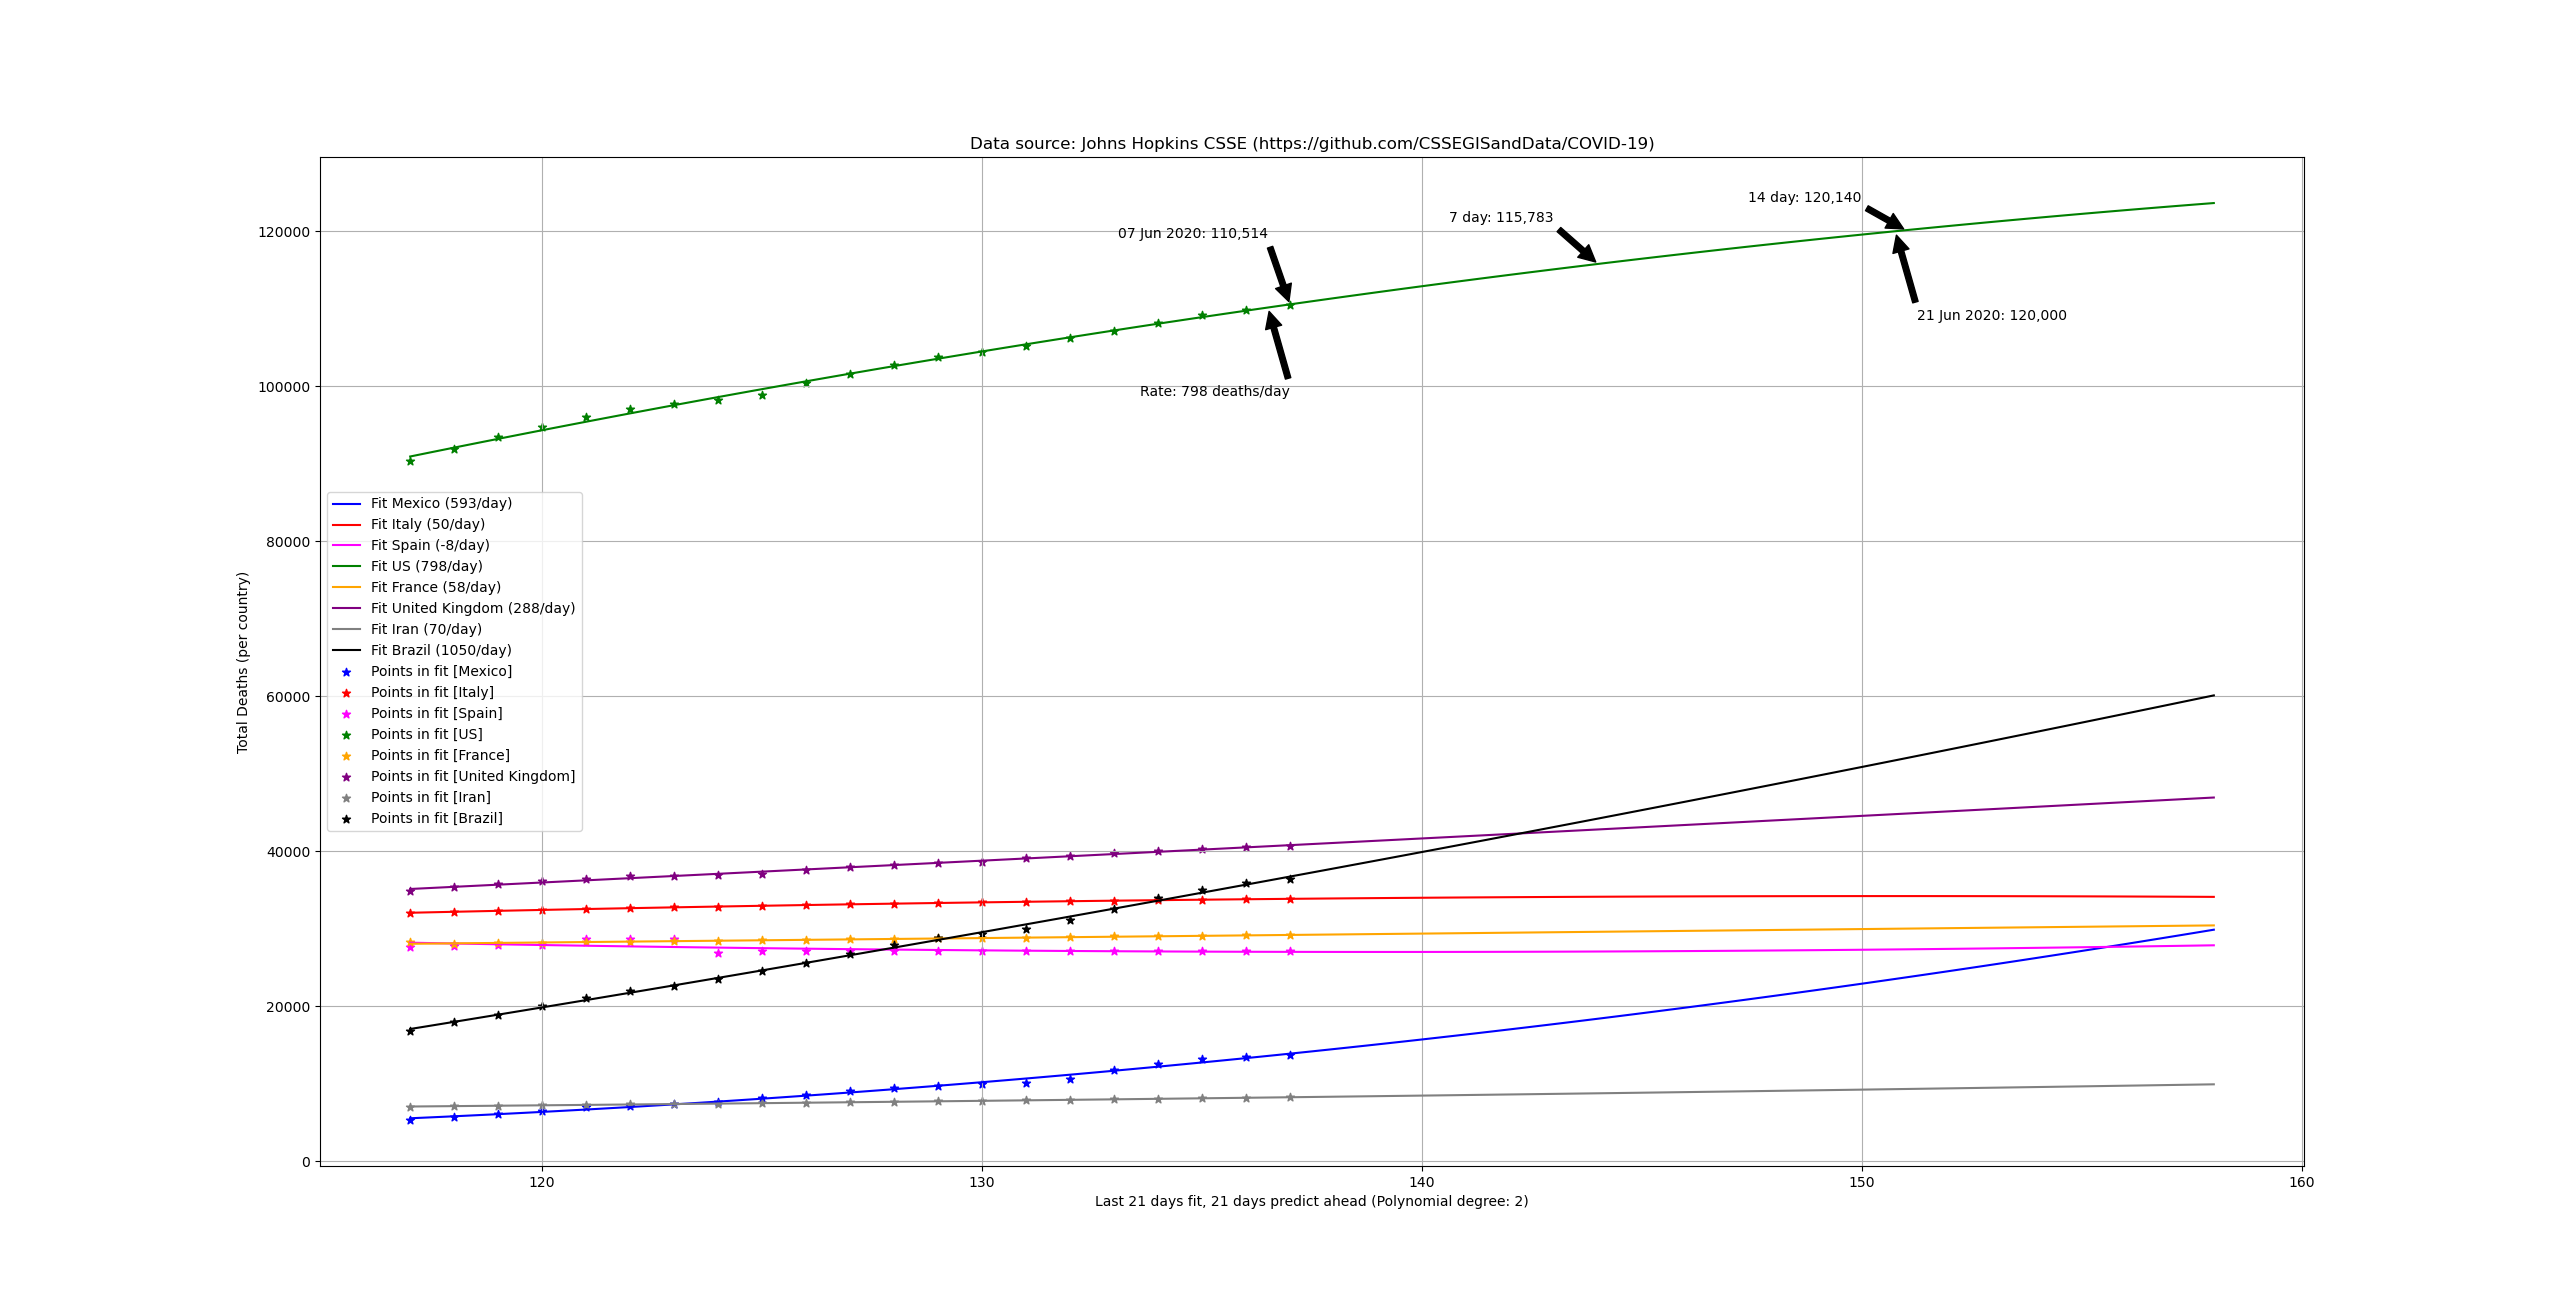 Data source: Johns Hopkins CSSE (https://github.com/CSSEGISandData/COVID-19)
14 day: 120,140
7 day: 115,783
07 Jun 2020: 110,514
21 Jun 2020: 120,000
Rate: 798 deaths/day
Total Deaths (per country)
120000
100000
80000
60000
40000
20000
0
Fit Mexico (593/day)
Fit Italy (50/day)
Fit Spain (-8/day)
Fit US (798/day)
Fit France (58/day)
Fit United Kingdom (288/day)
Fit Iran (70/day)
Fit Brazil (1050/day)
Points in fit [Mexico]
Points in fit [Italy]
Points in fit [Spain]
Points in fit [US]
Points in fit [France]
Points in fit [United Kingdom]
Points in fit [Iran]
Points in fit [Brazil]
120 130 140 150 160
Last 21 days fit, 21 days predict ahead (Polynomial degree: 2)